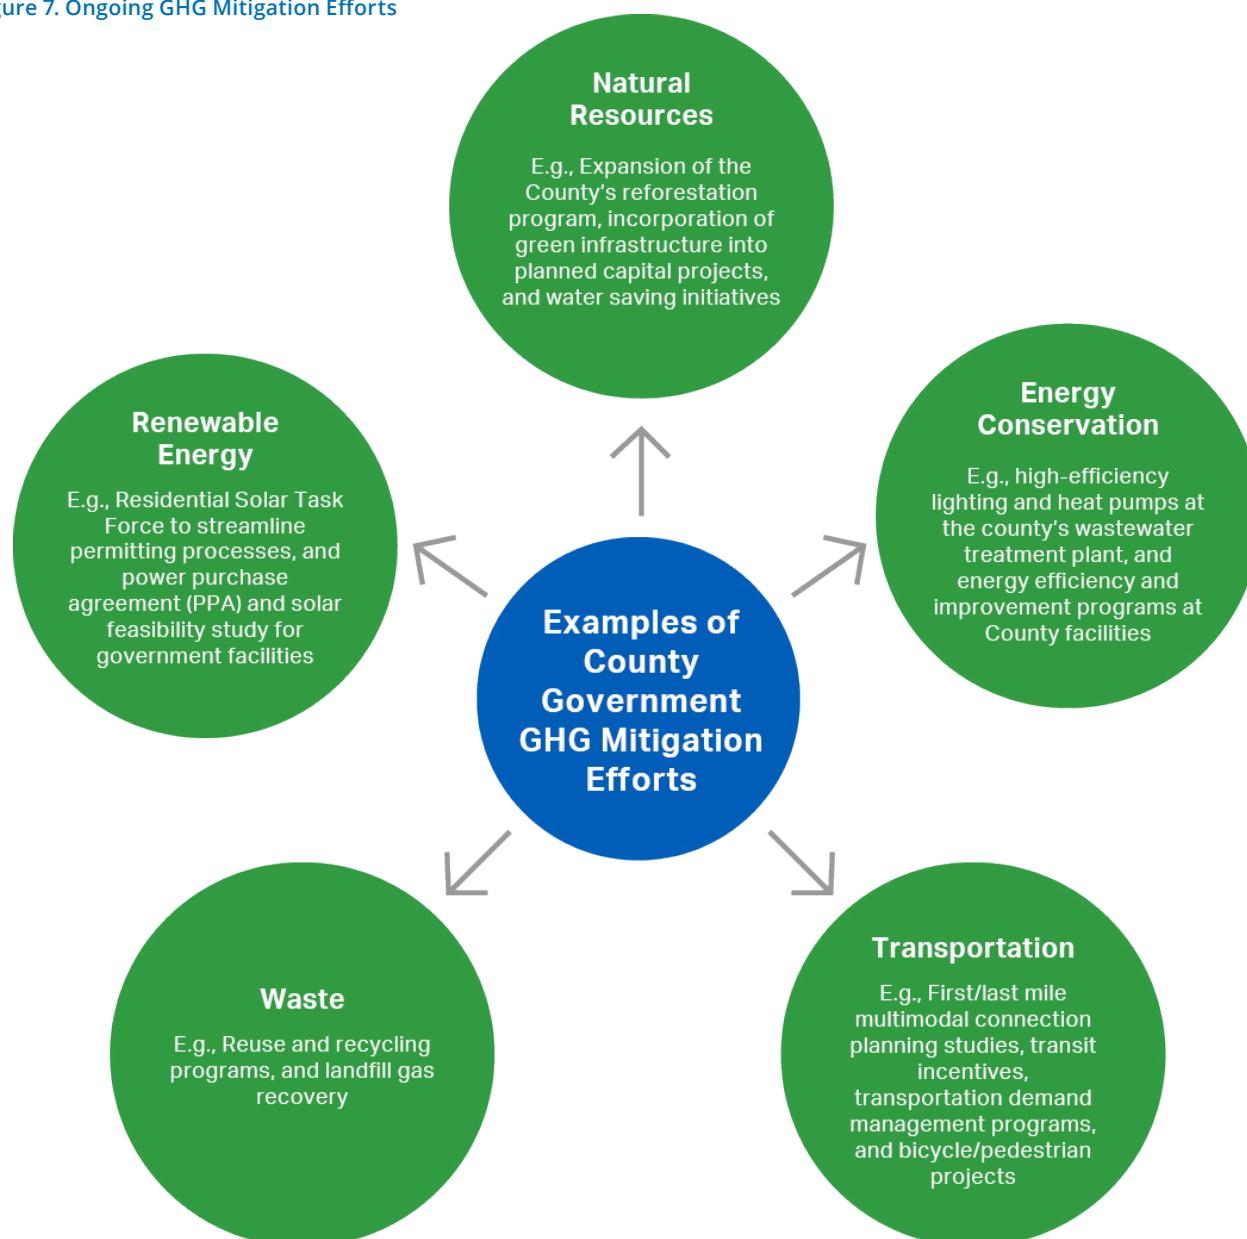 ure 7. Ongoing GHG Mitigation Efforts
Natural
Resources
E.g., Expansion of the
County's reforestation
program, incorporation of
green infrastructure into
planned capital projects,
and water saving initiatives
Renewable
Energy
E.g., Residential Solar Task
Force to streamline
permitting processes, and
power purchase
agreement (PPA) and solar
feasibility study for
government facilities
Energy
Conservation
E.g., high-efficiency
lighting and heat pumps at
the county's wastewater
treatment plant, and
energy efficiency and
improvement programs at
County facilities
Examples of
County
Government
GHG Mitigation
Efforts
Waste
E.g., Reuse and recycling
programs, and landfill gas
recovery
Transportation
E.g., First/last mile
multimodal connection
planning studies, transit
incentives,
transportation demand
management programs,
and bicycle/pedestrian
projects